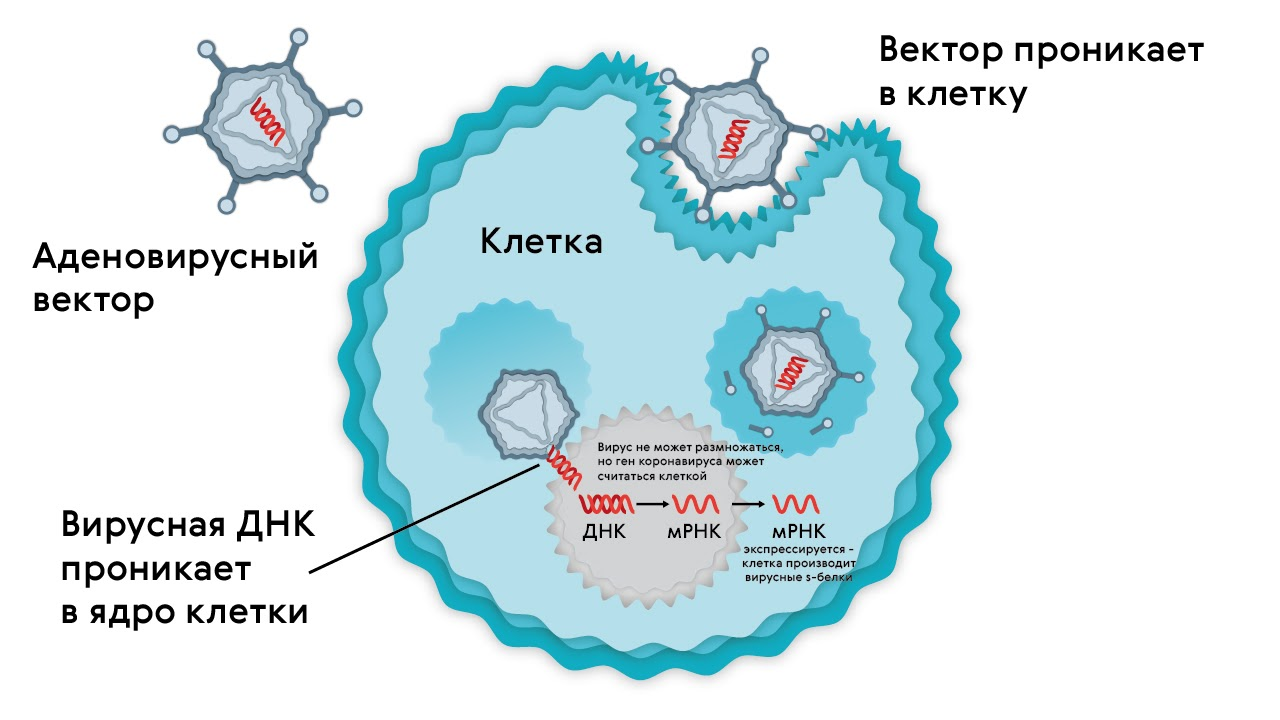 Аденовирусный
вектор
Вектор проникает
в клетку
Клетка
Вирусная ДНК
проникает
в ядро клетки
Вирус не может размножаться,
но ген коронавируса может
считаться клеткой
ДНК
мРНК
мРНК
экспрессируется -
клетка производит
вирусные s-белки